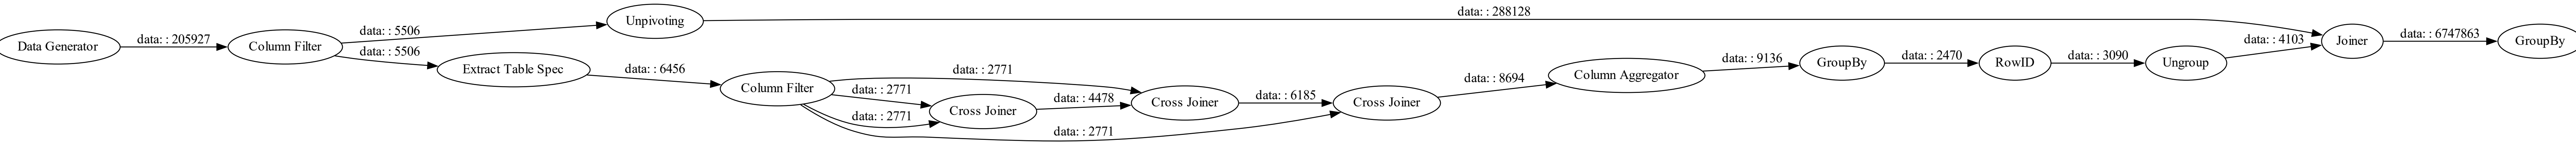 Data Generator
data: : 205927
Column Filter
data: : 5506
data: : 5506
Unpivoting
data: : 288128
Extract Table Spec
data: : 6456
Column Filter
data: : 2771
data: : 2771
data: : 2771
data: : 2771
Cross Joiner
data: : 4478
Cross Joiner
data: : 6185
Cross Joiner
data: : 8694
Column Aggregator
data: : 9136
GroupBy
data: : 2470
RowID
data: : 3090
Ungroup
data: : 4103
Joiner
data: : 6747863
GroupBy